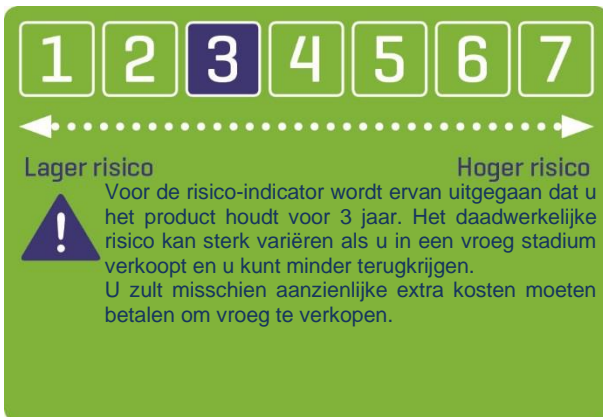 1 2 3 4 5 6 7
Lager risico Hoger risico
!
Voor de risico-indicator wordt ervan uitgegaan dat u
het product houdt voor 3 jaar. Het daadwerkelijke
risico kan sterk variëren als u in een vroeg stadium
verkoopt en u kunt minder terugkrijgen.
U zult misschien aanzienlijke extra kosten moeten
betalen om vroeg te verkopen.